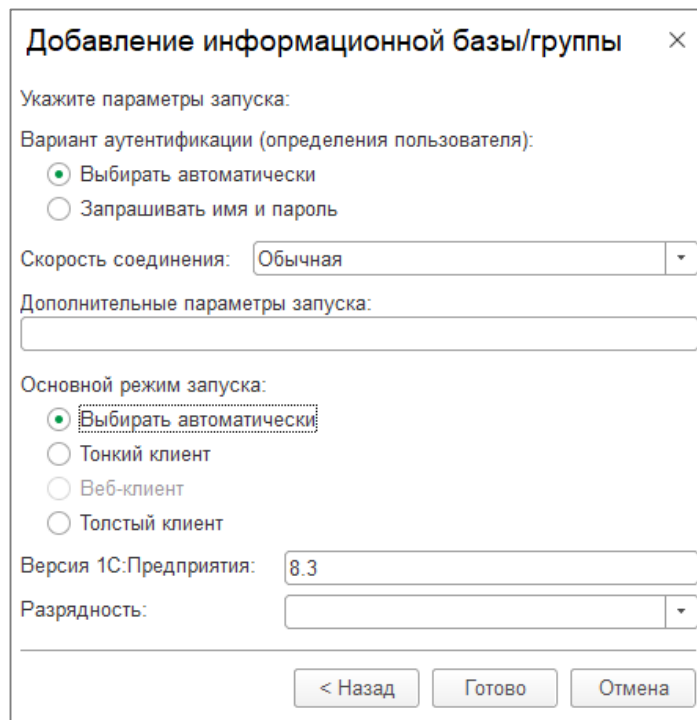 Добавление информационной базы/группы
Укажите параметры запуска:
Вариант аутентификации (определения пользователя):
Выбирать автоматически
Запрашивать имя и пароль
Скорость соединения: Обычная
Дополнительные параметры запуска:
Основной режим запуска:
Выбирать автоматически
Тонкий клиент
Веб-клиент
Толстый клиент
Версия 1С:Предприятия: 8.3
Разрядность:
< Назад Готово Отмена